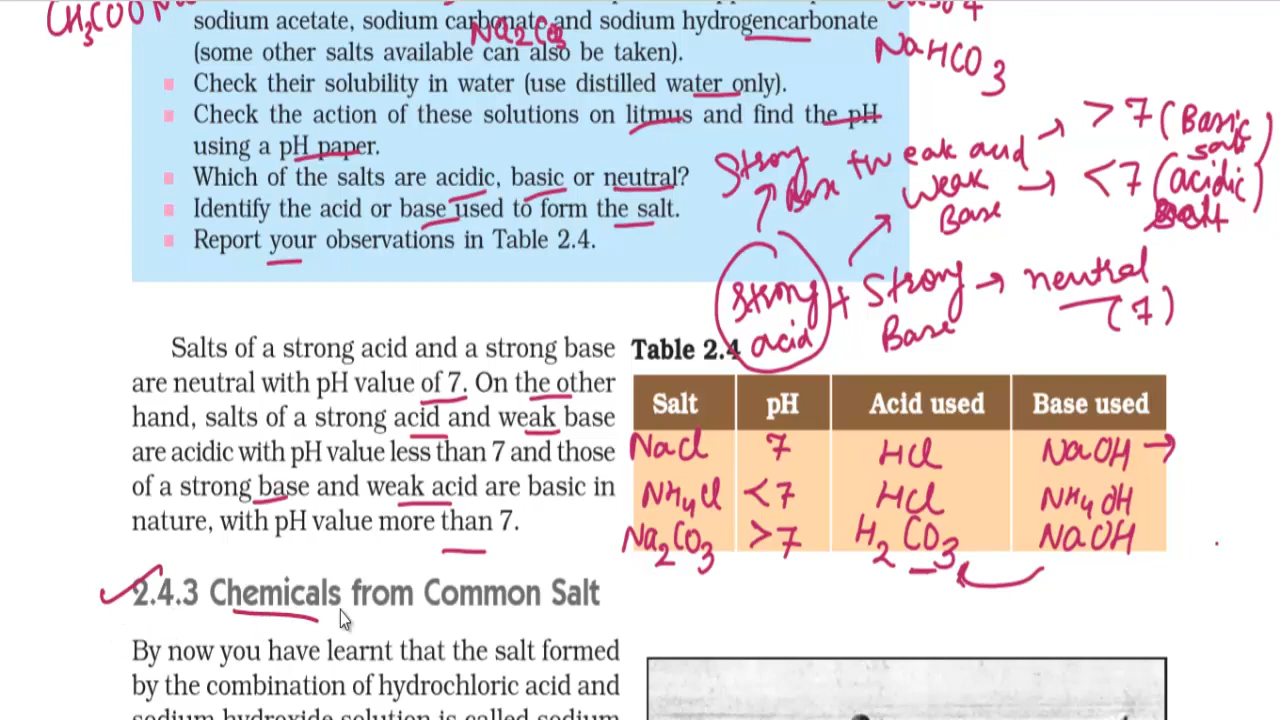 CH3COON
sodium acetate, sodium carbonate and sodium hydrogencarbonate
Na2CO3
(some other salts available can also be taken).
NaHCO3
Check their solubility in water (use distilled water only).
Check the action of these solutions on litmus and find the pH
using a pH paper.
Which of the salts are acidic, basic or neutral?
Identify the acid or base used to form the salt.
Report your observations in Table 2.4.
Strong Base + weak acid → >7 (Basic salt)
weak Base → <7 (acidic salt)
Strong acid + Strong Base → neutral (7)
Salts of a strong acid and a strong base
are neutral with pH value of 7. On the other
hand, salts of a strong acid and weak base
are acidic with pH value less than 7 and those
of a strong base and weak acid are basic in
nature, with pH value more than 7.
Table 2.4
Salt pH Acid used Base used
NaCl 7 HCl NaOH →
NH4Cl <7 HCl NH4OH
Na2CO3 >7 H2CO3 NaOH
2.4.3 Chemicals from Common Salt
By now you have learnt that the salt formed
by the combination of hydrochloric acid and
sodium hydroxide solution is called sodium